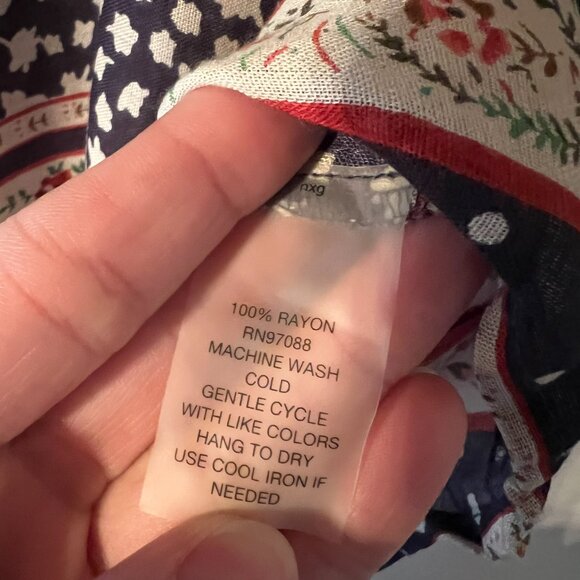 100% RAYON
RN97088
MACHINE WASH
COLD
GENTLE CYCLE
WITH LIKE COLORS
HANG TO DRY
USE COOL IRON IF
NEEDED